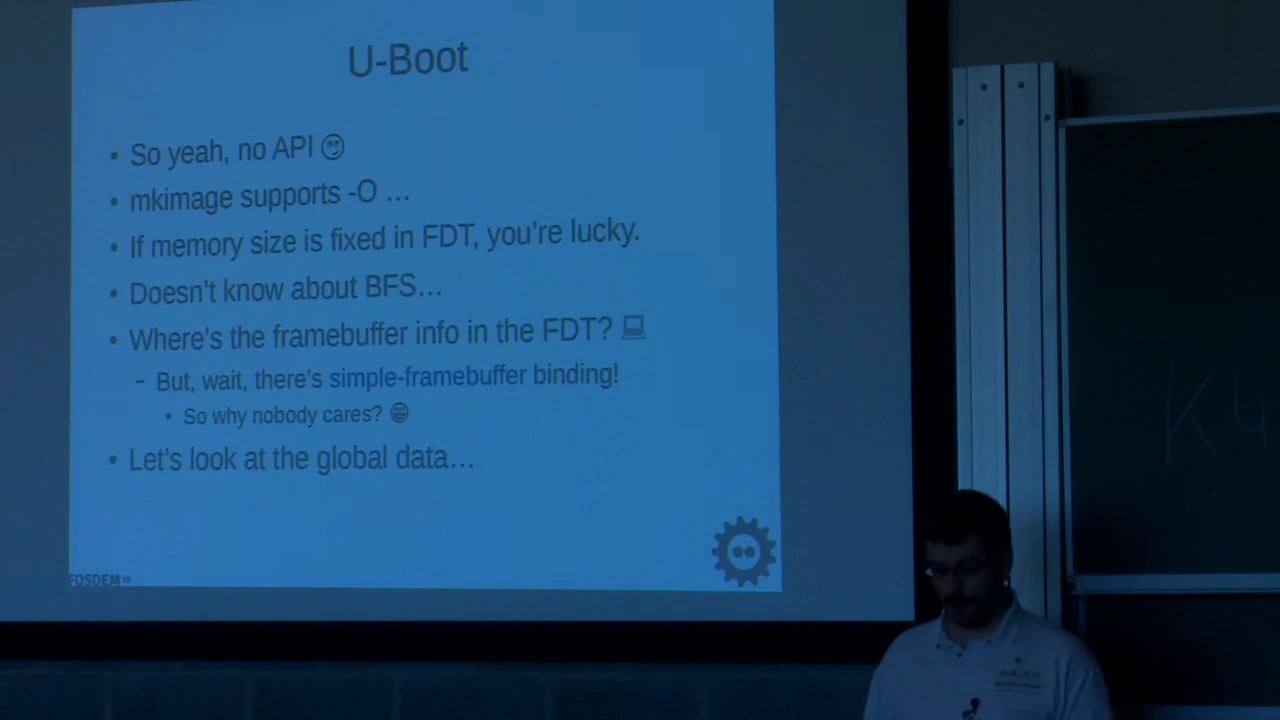 U-Boot
• So yeah, no API 🙄
• mkimage supports -O …
• If memory size is fixed in FDT, you're lucky.
• Doesn't know about BFS…
• Where's the framebuffer info in the FDT? 💻
– But, wait, there's simple-framebuffer binding!
• So why nobody cares? 😁
• Let's look at the global data…
FOSDEM
HAIKU
K4